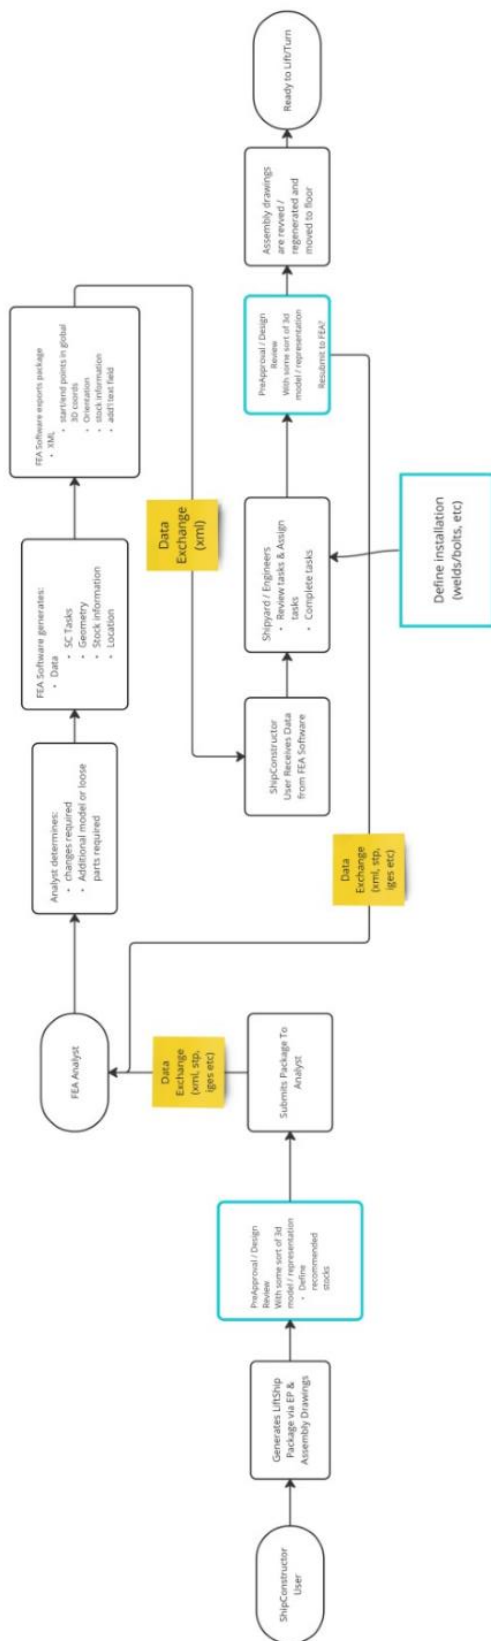 ShipConstructor
User
Generates LiftShip
Package via EP &
Assembly Drawings
PreApproval / Design
Review
With some sort of 3d
model / representation
• Define
recommended
stocks
Submits Package To
Analyst
Data
Exchange
(xml, stp,
iges etc)
FEA Analyst
Analyst determines:
• changes required
• Additional model or loose
parts required
FEA Software generates:
• Data
• SC Tasks
• Geometry
• Stock information
• Location
FEA Software exports package
• XML
• start/end points in global
3D coords
• Orientation
• stock information
• add'l text field
Data
Exchange
(xml)
ShipConstructor
User Receives Data
from FEA Software
Shipyard / Engineers
• Review tasks & Assign
tasks
• Complete tasks
Define installation
(welds/bolts, etc)
PreApproval / Design
Review
With some sort of 3d
model / representation
Resubmit to FEA?
Data
Exchange
(xml, stp,
iges etc)
Assembly drawings
are revved /
regenerated and
moved to floor
Ready to Lift/Turn